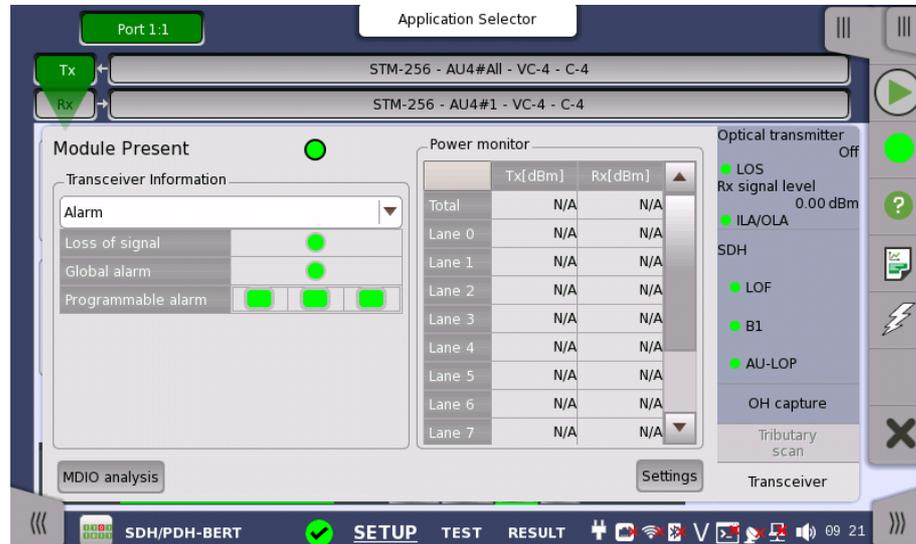 Port 1:1
Application Selector
Tx
STM-256 - AU4#All - VC-4 - C-4
Rx
STM-256 - AU4#1 - VC-4 - C-4
Module Present
Transceiver Information
Alarm
Loss of signal
Global alarm
Programmable alarm
MDIO analysis
Power monitor
Tx[dBm] Rx[dBm]
Total N/A N/A
Lane 0 N/A N/A
Lane 1 N/A N/A
Lane 2 N/A N/A
Lane 3 N/A N/A
Lane 4 N/A N/A
Lane 5 N/A N/A
Lane 6 N/A N/A
Lane 7 N/A N/A
Settings
Optical transmitter
Off
LOS
Rx signal level
0.00 dBm
ILA/OLA
SDH
LOF
B1
AU-LOP
OH capture
Tributary
scan
Transceiver
SDH/PDH-BERT SETUP TEST RESULT V 09 21